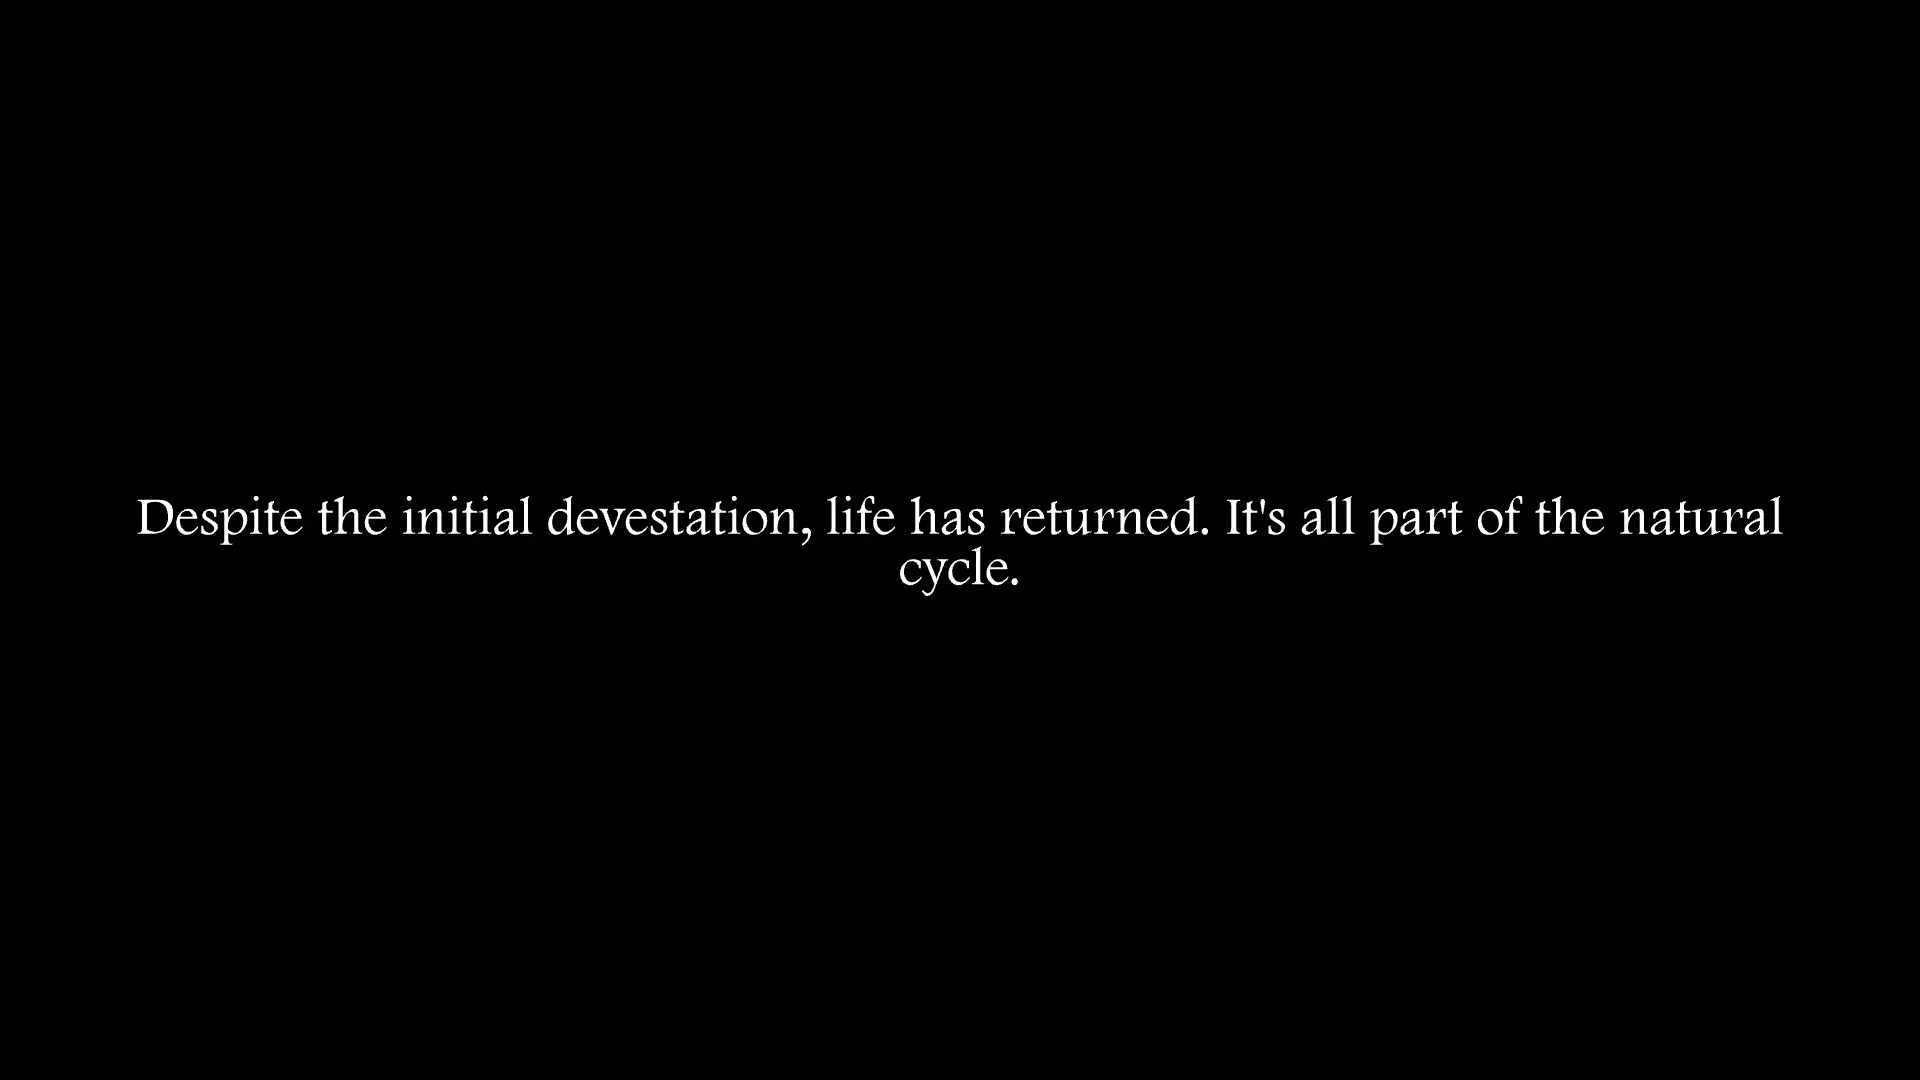 Despite the initial devestation, life has returned. It's all part of the natural
cycle.